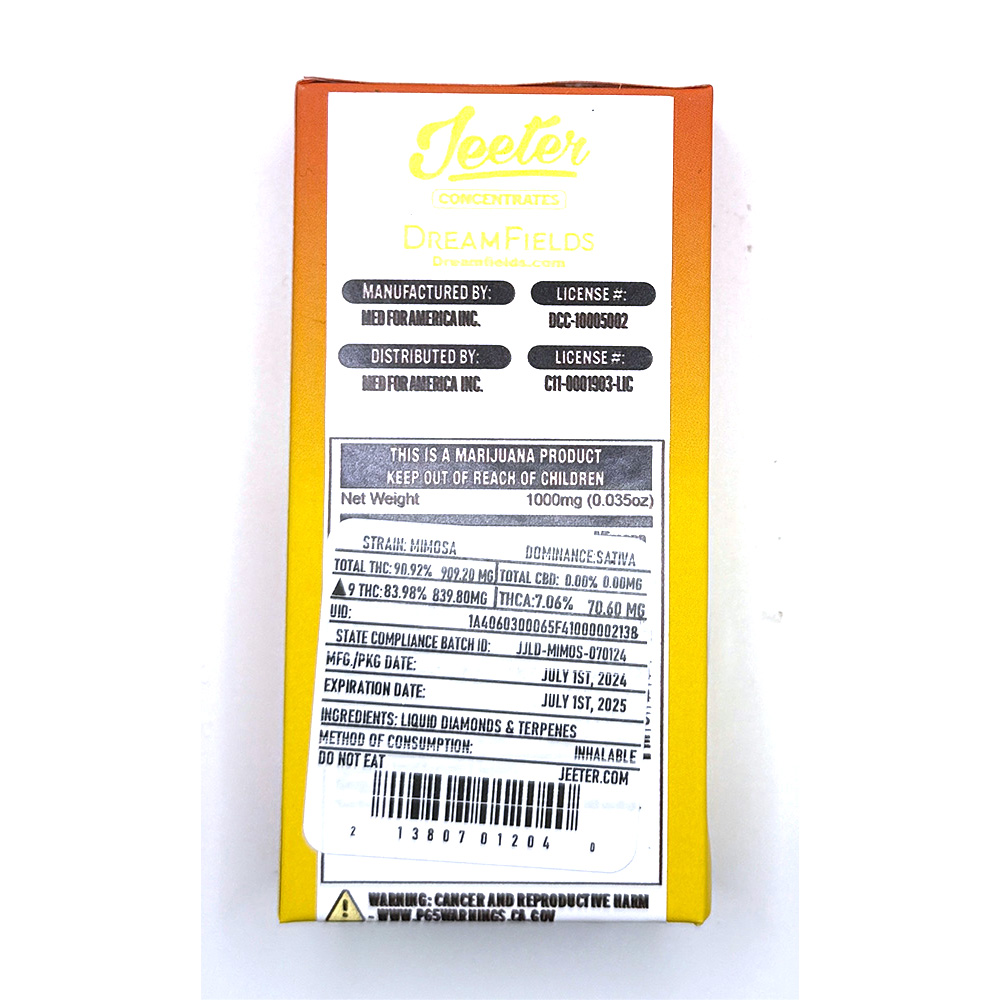 Jeeter
CONCENTRATES
DREAMFIELDS
Dreamfields.com
MANUFACTURED BY: LICENSE #:
MED FOR AMERICA INC. DCC-10005002
DISTRIBUTED BY: LICENSE #:
MED FOR AMERICA INC. C11-0001903-LIC
THIS IS A MARIJUANA PRODUCT
KEEP OUT OF REACH OF CHILDREN
Net Weight 1000mg (0.035oz)
STRAIN: MIMOSA DOMINANCE:SATIVA
TOTAL THC: 90.92% 909.20 MG TOTAL CBD: 0.00% 0.00MG
▲9 THC: 83.98% 839.80MG THCA: 7.06% 70.60 MG
UID: 1A4060300065F41000002138
STATE COMPLIANCE BATCH ID: JJLD-MIMOS-070124
MFG./PKG DATE: JULY 1ST, 2024
EXPIRATION DATE: JULY 1ST, 2025
INGREDIENTS: LIQUID DIAMONDS & TERPENES
METHOD OF CONSUMPTION: INHALABLE
DO NOT EAT JEETER.COM
2 13807 01204 0
WARNING: CANCER AND REPRODUCTIVE HARM
- WWW.P65WARNINGS.CA.GOV